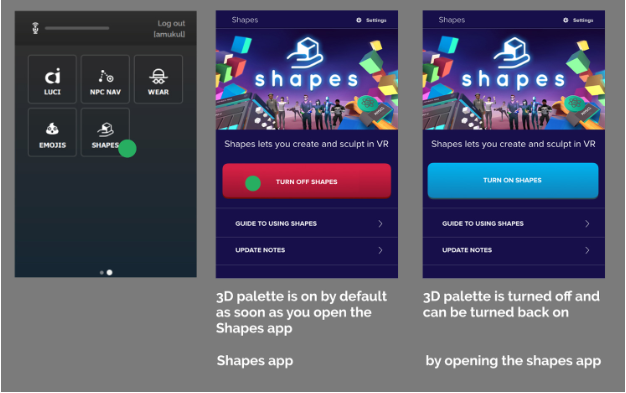 Log out
[amukul]
ci
LUCI
NPC NAV
WEAR
EMOJIS
SHAPES
Shapes
Settings
shapes
Shapes lets you create and sculpt in VR
TURN OFF SHAPES
GUIDE TO USING SHAPES
UPDATE NOTES
3D palette is on by default
as soon as you open the
Shapes app
Shapes app
Shapes
Settings
shapes
Shapes lets you create and sculpt in VR
TURN ON SHAPES
GUIDE TO USING SHAPES
UPDATE NOTES
3D palette is turned off and
can be turned back on
by opening the shapes app